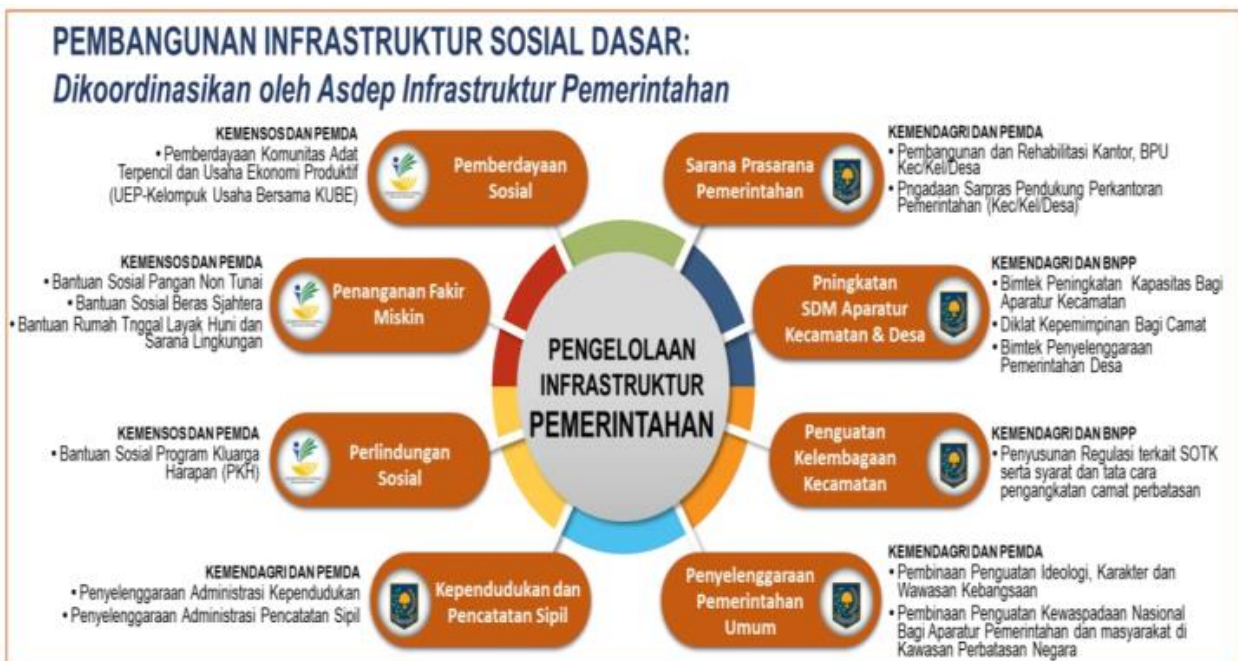 PEMBANGUNAN INFRASTRUKTUR SOSIAL DASAR:
Dikoordinasikan oleh Asdep Infrastruktur Pemerintahan
KEMENSOS DAN PEMDA
• Pemberdayaan Komunitas Adat
Terpencil dan Usaha Ekonomi Produktif
(UEP-Kelompuk Usaha Bersama KUBE)
Pemberdayaan
Sosial
Sarana Prasarana
Pemerintahan
KEMENDAGRI DAN PEMDA
• Pembangunan dan Rehabilitasi Kantor, BPU
Kec/Kel/Desa
• Pngadaan Sarpras Pendukung Perkantoran
Pemerintahan (Kec/Kel/Desa)
KEMENSOS DAN PEMDA
• Bantuan Sosial Pangan Non Tunai
• Bantuan Sosial Beras Sjahtera
• Bantuan Rumah Tnggal Layak Huni dan
Sarana Lingkungan
Penanganan Fakir
Miskin
Pningkatan
SDM Aparatur
Kecamatan & Desa
KEMENDAGRI DAN BNPP
• Bimtek Peningkatan Kapasitas Bagi
Aparatur Kecamatan
• Diklat Kepemimpinan Bagi Camat
• Bimtek Penyelenggaraan
Pemerintahan Desa
PENGELOLAAN
INFRASTRUKTUR
PEMERINTAHAN
KEMENSOS DAN PEMDA
• Bantuan Sosial Program Kluarga
Harapan (PKH)
Perlindungan
Sosial
Penguatan
Kelembagaan
Kecamatan
KEMENDAGRI DAN BNPP
• Penyusunan Regulasi terkait SOTK
serta syarat dan tata cara
pengangkatan camat perbatasan
KEMENDAGRI DAN PEMDA
• Penyelenggaraan Administrasi Kependudukan
• Penyelenggaraan Administrasi Pencatatan Sipil
Kependudukan dan
Pencatatan Sipil
Penyelenggaraan
Pemerintahan
Umum
KEMENDAGRI DAN PEMDA
• Pembinaan Penguatan Ideologi, Karakter dan
Wawasan Kebangsaan
• Pembinaan Penguatan Kewaspadaan Nasional
Bagi Aparatur Pemerintahan dan masyarakat di
Kawasan Perbatasan Negara